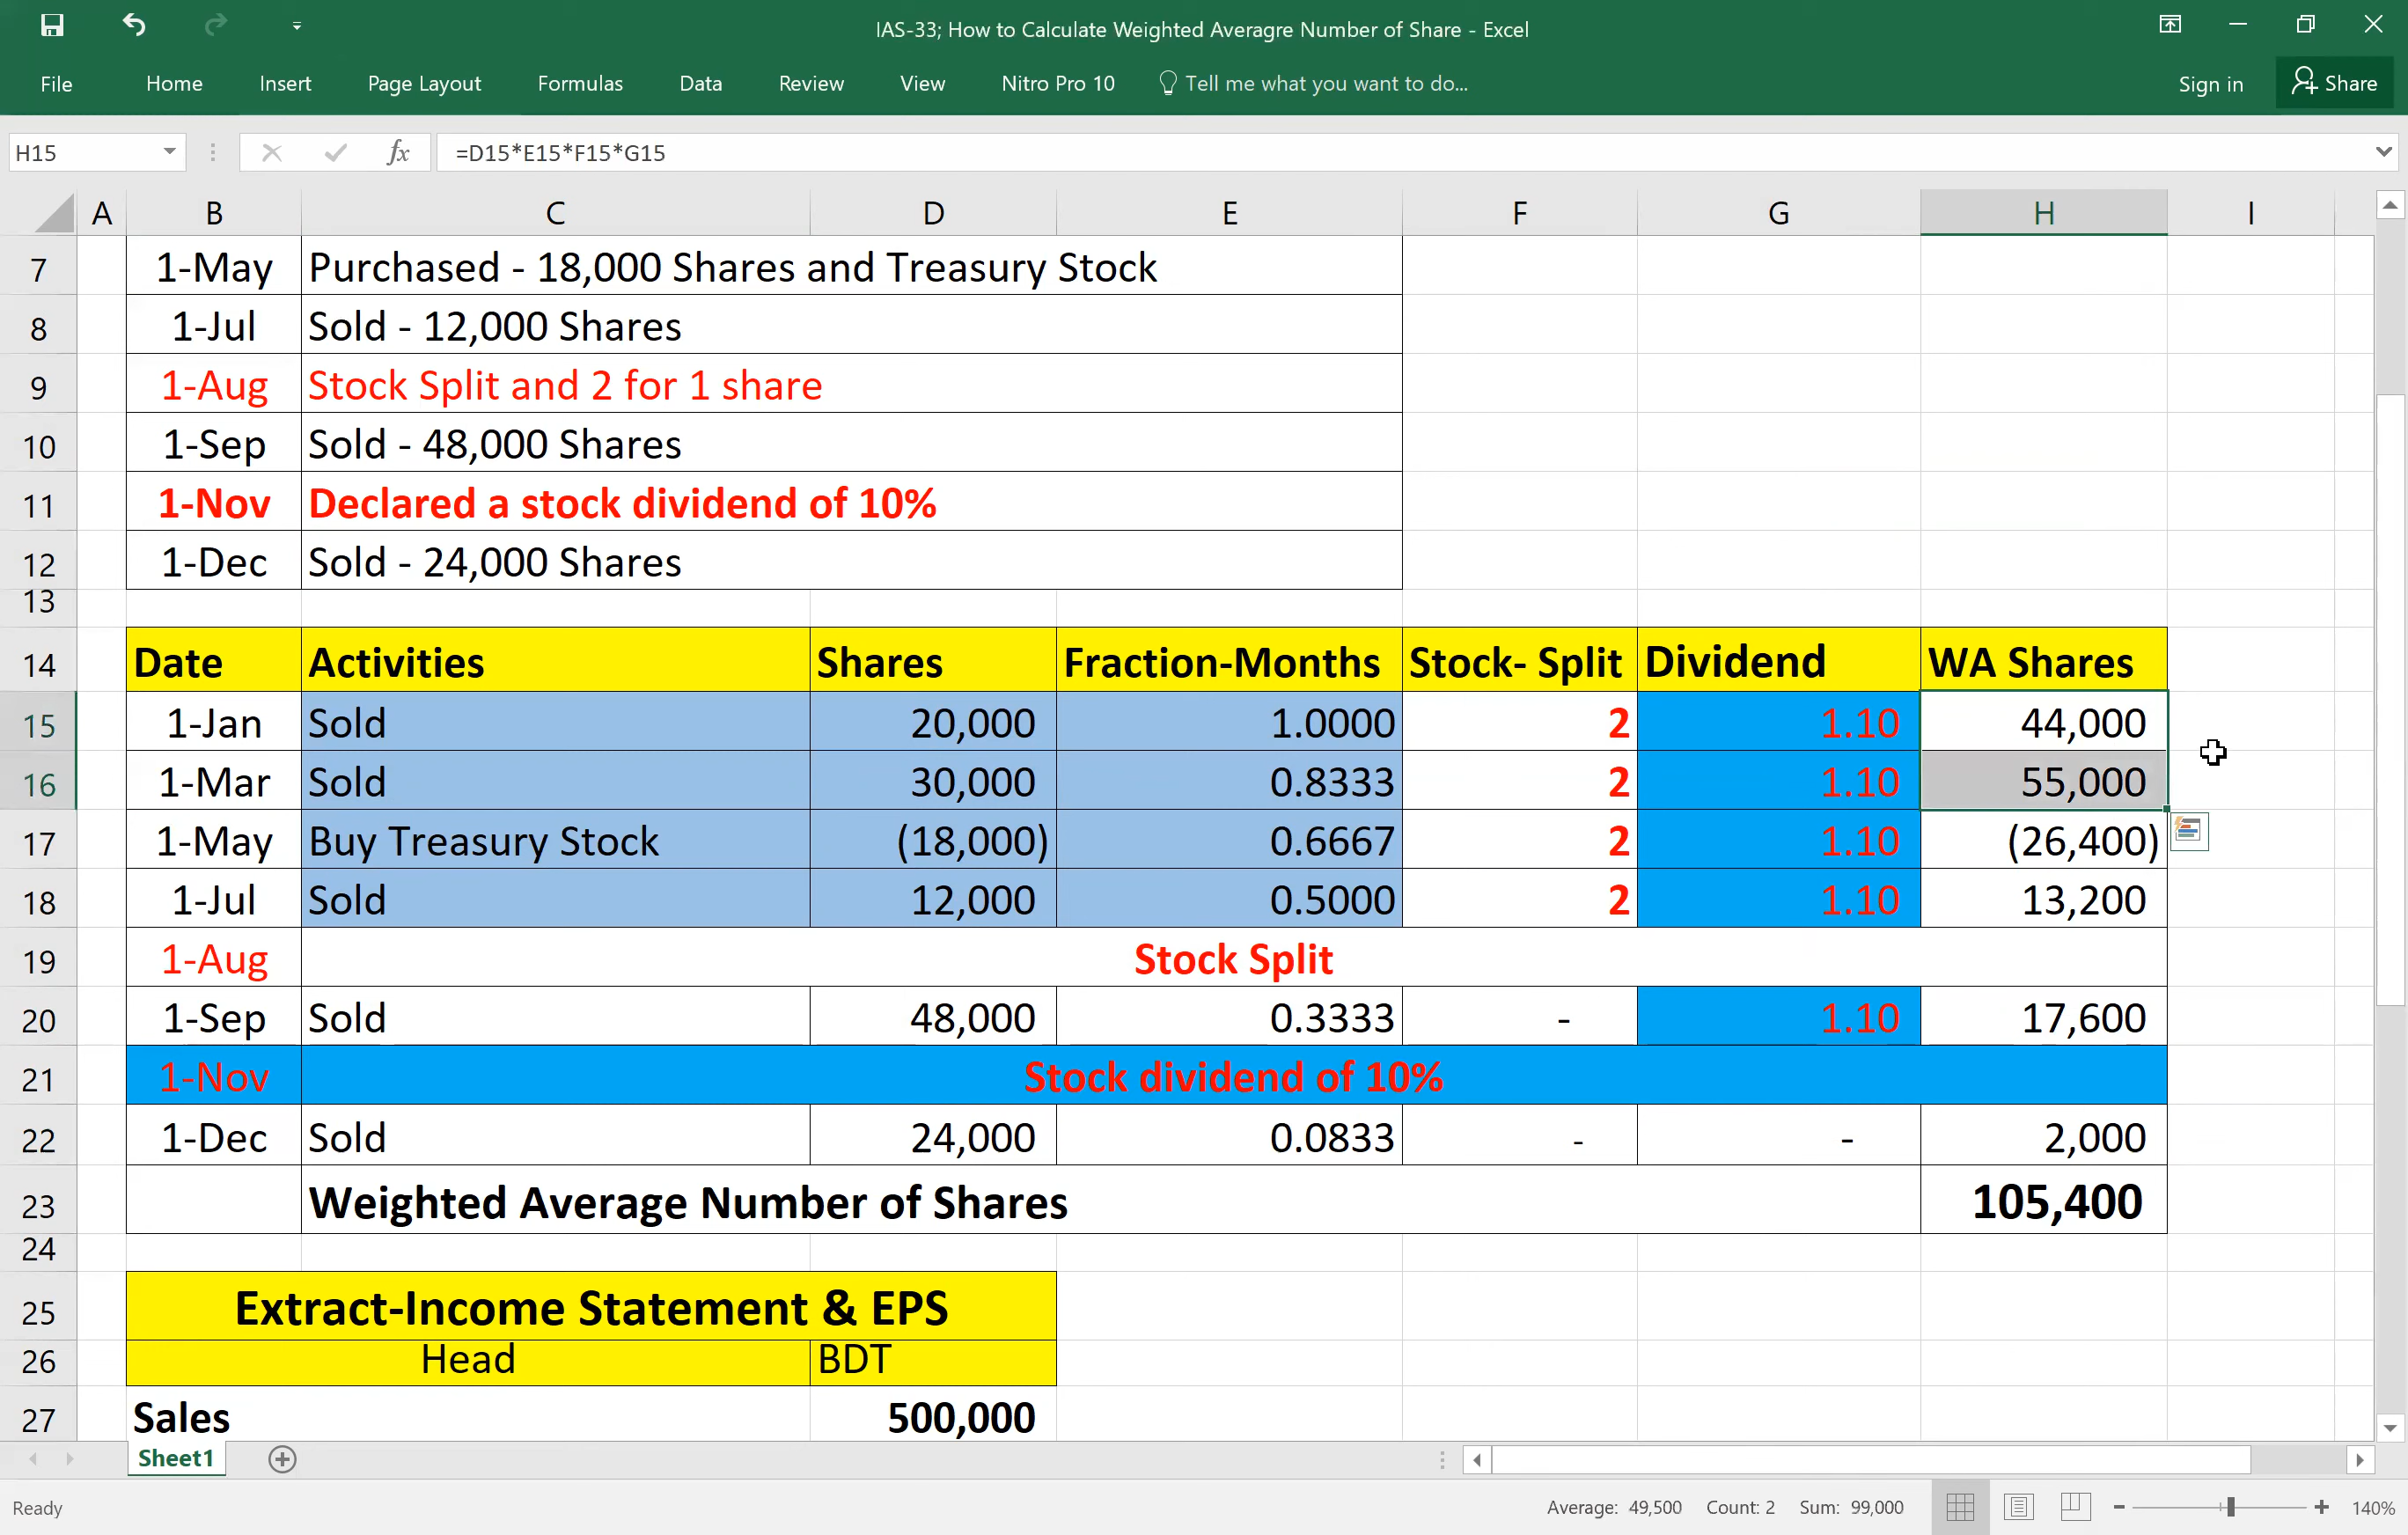 IAS-33; How to Calculate Weighted Averagre Number of Share - Excel
File Home Insert Page Layout Formulas Data Review View Nitro Pro 10 Tell me what you want to do... Sign in Share
H15 fx =D15*E15*F15*G15
A B C D E F G H I
7 1-May Purchased - 18,000 Shares and Treasury Stock
8 1-Jul Sold - 12,000 Shares
9 1-Aug Stock Split and 2 for 1 share
10 1-Sep Sold - 48,000 Shares
11 1-Nov Declared a stock dividend of 10%
12 1-Dec Sold - 24,000 Shares
13
14 Date Activities Shares Fraction-Months Stock- Split Dividend WA Shares
15 1-Jan Sold 20,000 1.0000 2 1.10 44,000
16 1-Mar Sold 30,000 0.8333 2 1.10 55,000
17 1-May Buy Treasury Stock (18,000) 0.6667 2 1.10 (26,400)
18 1-Jul Sold 12,000 0.5000 2 1.10 13,200
19 1-Aug Stock Split
20 1-Sep Sold 48,000 0.3333 - 1.10 17,600
21 1-Nov Stock dividend of 10%
22 1-Dec Sold 24,000 0.0833 - - 2,000
23 Weighted Average Number of Shares 105,400
24
25 Extract-Income Statement & EPS
26 Head BDT
27 Sales 500,000
Sheet1
Ready Average: 49,500 Count: 2 Sum: 99,000 140%